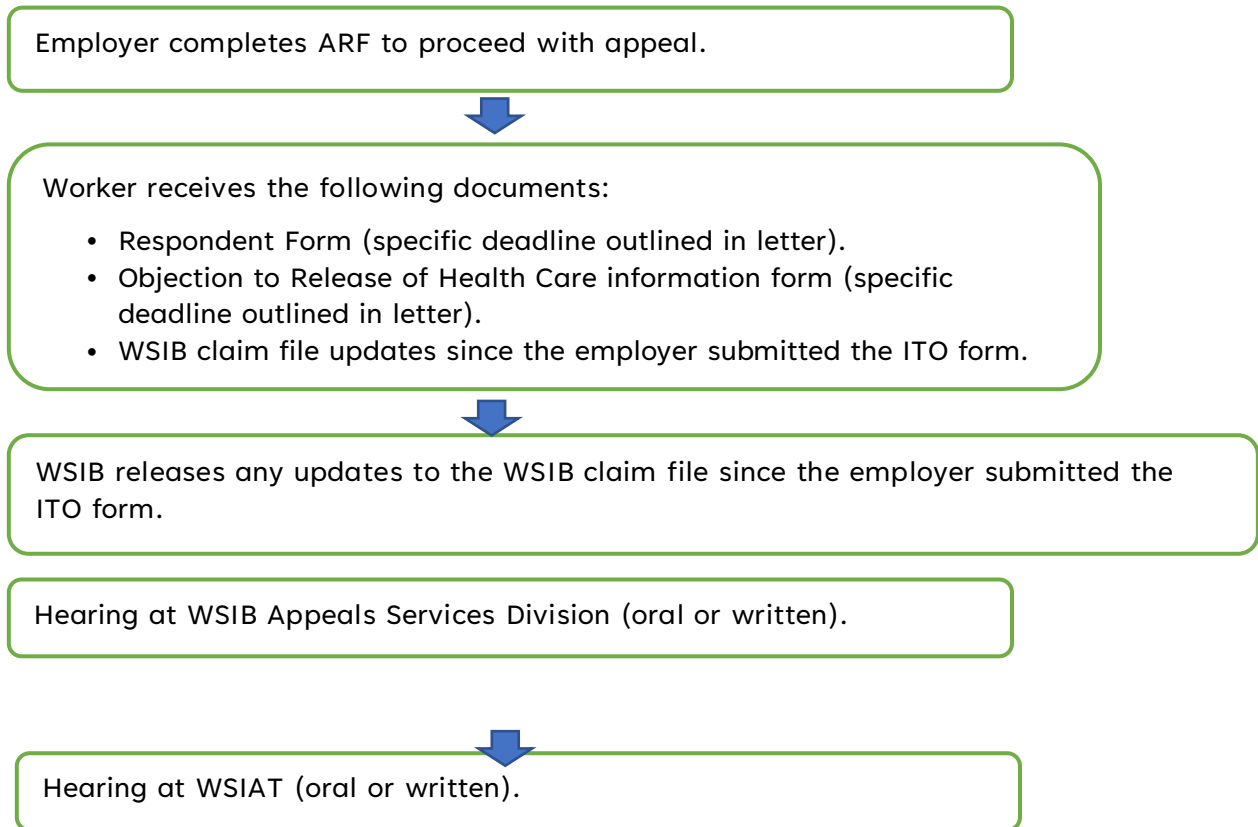 Employer completes ARF to proceed with appeal.
Worker receives the following documents:
• Respondent Form (specific deadline outlined in letter).
• Objection to Release of Health Care information form (specific
deadline outlined in letter).
• WSIB claim file updates since the employer submitted the ITO form.
WSIB releases any updates to the WSIB claim file since the employer submitted the
ITO form.
Hearing at WSIB Appeals Services Division (oral or written).
Hearing at WSIAT (oral or written).